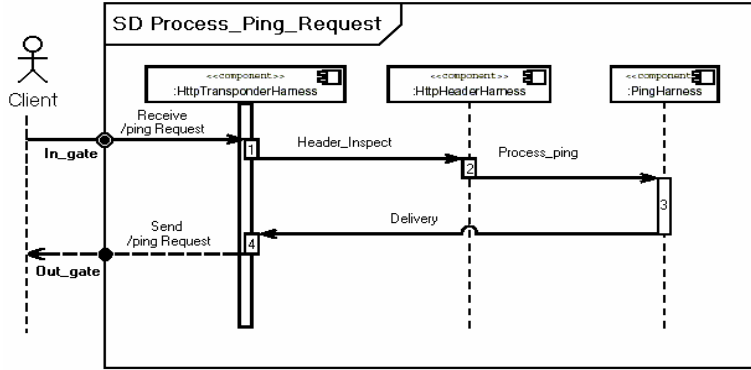 SD Process_Ping_Request
Client
<<component>>
:HttpTransponderHarness
<<component>>
:HttpHeaderHarness
<<component>>
:PingHarness
Receive
/ping Request
In_gate
1
Header_Inspect
2
Process_ping
3
Delivery
Send
/ping Request
4
Out_gate